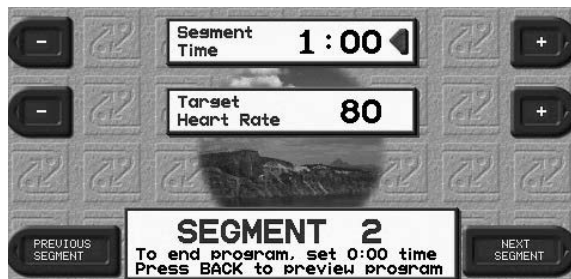 Segment
Time
1:00
-
+
Target
Heart Rate
80
-
+
PREVIOUS
SEGMENT
SEGMENT 2
To end program, set 0:00 time
Press BACK to preview program
NEXT
SEGMENT